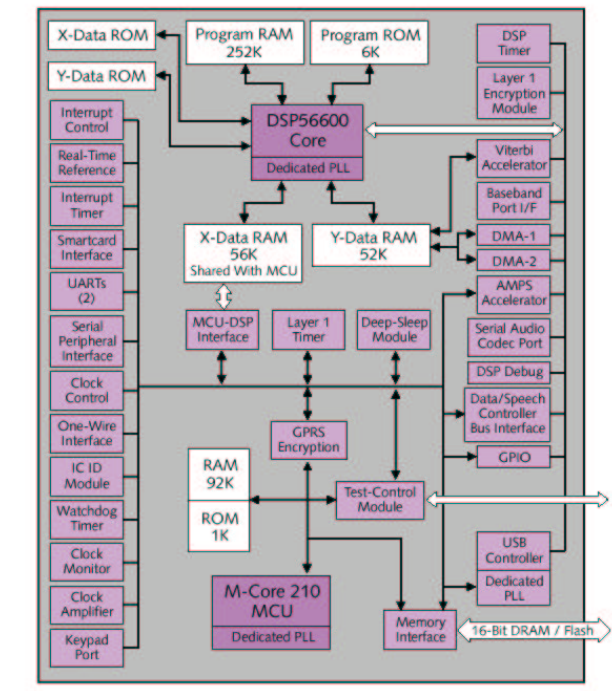 X-Data ROM
Y-Data ROM
Program RAM
252K
Program ROM
6K
DSP56600
Core
Dedicated PLL
X-Data RAM
56K
Shared With MCU
Y-Data RAM
52K
MCU-DSP
Interface
Layer 1
Timer
Deep-Sleep
Module
GPRS
Encryption
RAM
92K
ROM
1K
Test-Control
Module
M-Core 210
MCU
Dedicated PLL
Memory
Interface
16-Bit DRAM / Flash
Interrupt
Control
Real-Time
Reference
Interrupt
Timer
Smartcard
Interface
UARTs
(2)
Serial
Peripheral
Interface
Clock
Control
One-Wire
Interface
IC ID
Module
Watchdog
Timer
Clock
Monitor
Clock
Amplifier
Keypad
Port
DSP
Timer
Layer 1
Encryption
Module
Viterbi
Accelerator
Baseband
Port I/F
DMA-1
DMA-2
AMPS
Accelerator
Serial Audio
Codec Port
DSP Debug
Data/Speech
Controller
Bus Interface
GPIO
USB
Controller
Dedicated
PLL